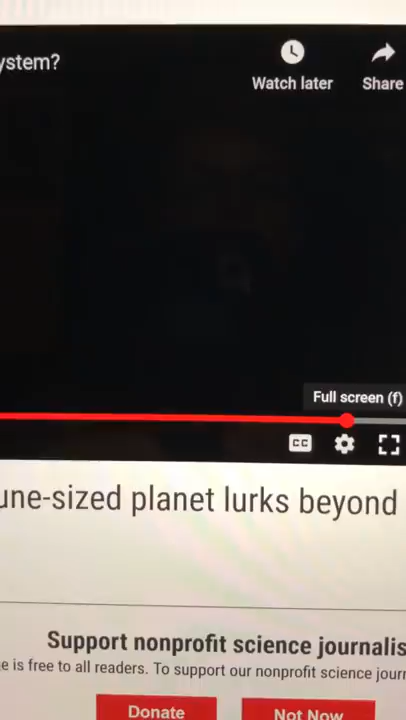 ystem?
Watch later
Share
Full screen (f)
CC
une-sized planet lurks beyond
Support nonprofit science journalis
e is free to all readers. To support our nonprofit science jour
Donate
Not Now